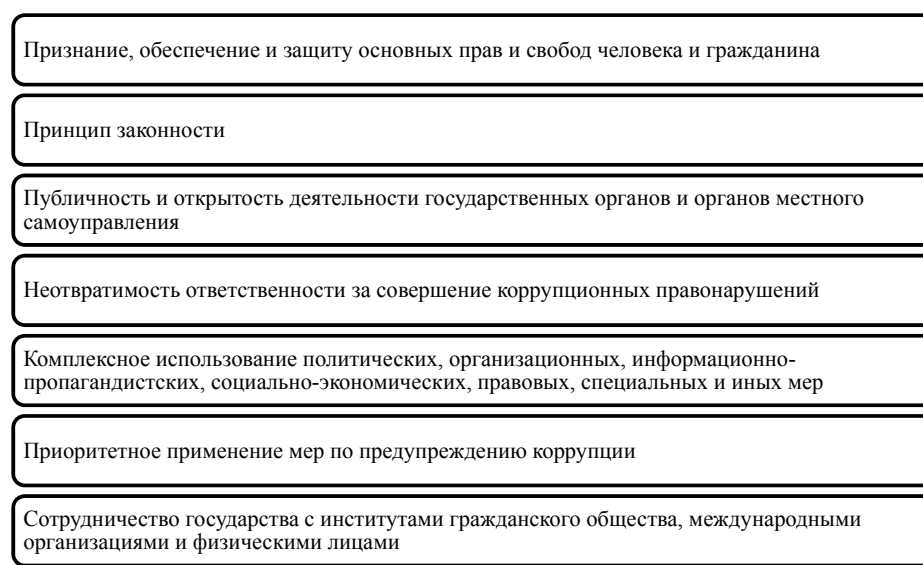 Признание, обеспечение и защиту основных прав и свобод человека и гражданина
Принцип законности
Публичность и открытость деятельности государственных органов и органов местного
самоуправления
Неотвратимость ответственности за совершение коррупционных правонарушений
Комплексное использование политических, организационных, информационно-
пропагандистских, социально-экономических, правовых, специальных и иных мер
Приоритетное применение мер по предупреждению коррупции
Сотрудничество государства с институтами гражданского общества, международными
организациями и физическими лицами